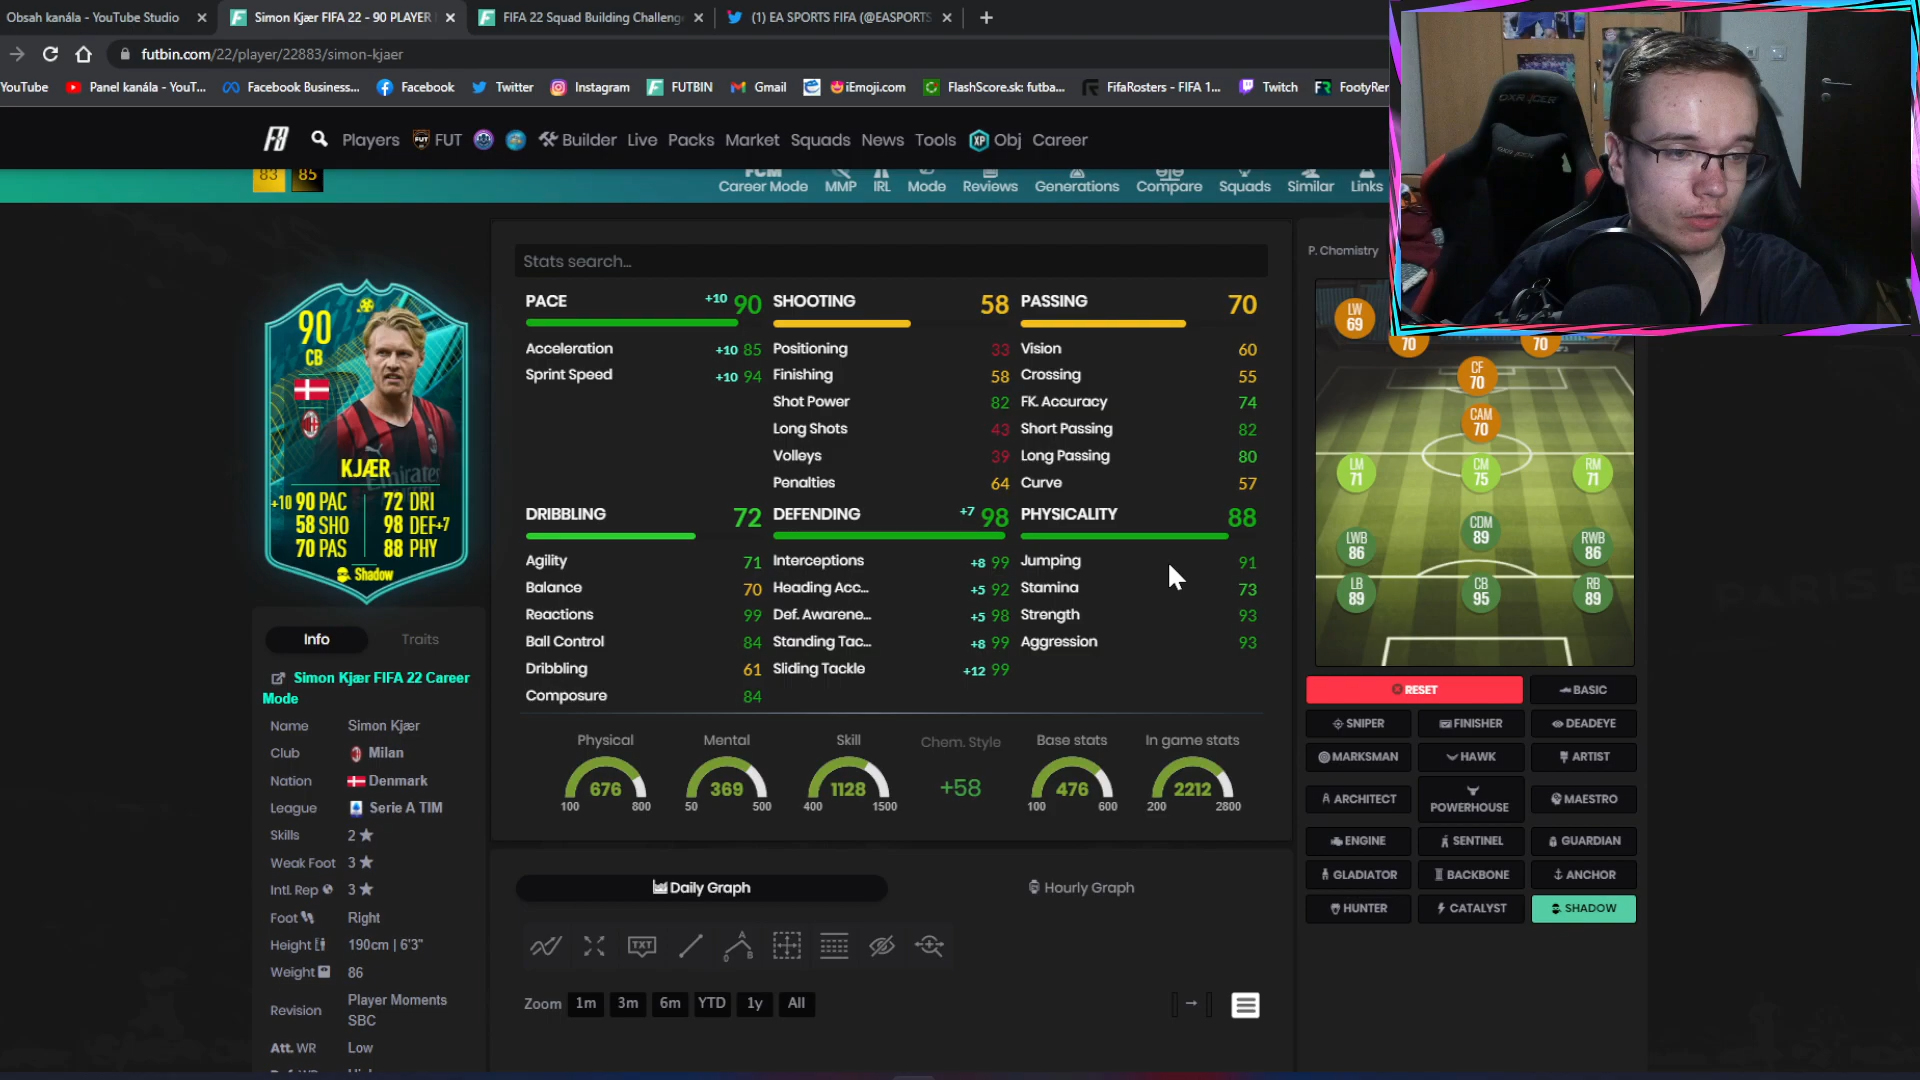 Obsah kanála - YouTube Studio
Simon Kjær FIFA 22 - 90 PLAYER
FIFA 22 Squad Building Challeng
(1) EA SPORTS FIFA (@EASPORTS
futbin.com/22/player/22883/simon-kjaer
YouTube Panel kanála - YouT... Facebook Business... Facebook Twitter Instagram FUTBIN Gmail iEmoji.com FlashScore.sk: futba... FifaRosters - FIFA 1... Twitch FootyRer
Players FUT Builder Live Packs Market Squads News Tools Obj Career
83 85
FCM
Career Mode MMP IRL Mode Reviews Generations Compare Squads Similar Links
Stats search...
P. Chemistry
PACE +10 90
Acceleration +10 85
Sprint Speed +10 94
SHOOTING 58
Positioning 33
Finishing 58
Shot Power 82
Long Shots 43
Volleys 39
Penalties 64
PASSING 70
Vision 60
Crossing 55
FK. Accuracy 74
Short Passing 82
Long Passing 80
Curve 57
DRIBBLING 72
Agility 71
Balance 70
Reactions 99
Ball Control 84
Dribbling 61
Composure 84
DEFENDING +7 98
Interceptions +8 99
Heading Acc... +5 92
Def. Awarene... +5 98
Standing Tac... +8 99
Sliding Tackle +12 99
PHYSICALITY 88
Jumping 91
Stamina 73
Strength 93
Aggression 93
90
CB
KJÆR
+10 90 PAC 72 DRI
58 SHO 98 DEF+7
70 PAS 88 PHY
Shadow
Info Traits
Simon Kjær FIFA 22 Career
Mode
Name Simon Kjær
Club Milan
Nation Denmark
League Serie A TIM
Skills 2
Weak Foot 3
Intl. Rep 3
Foot Right
Height 190cm | 6'3"
Weight 86
Revision Player Moments
SBC
Att. WR Low
Physical Mental Skill Chem. Style Base stats In game stats
676 369 1128 +58 476 2212
100 800 50 500 400 1500 100 600 200 2800
Daily Graph Hourly Graph
TXT
A
0 B
Zoom 1m 3m 6m YTD 1y All
LW
69
70 70
CF
70
CAM
70
LM
71
CM
75
RM
71
LWB
86
CDM
89
RWB
86
LB
89
CB
95
RB
89
RESET BASIC
SNIPER FINISHER DEADEYE
MARKSMAN HAWK ARTIST
ARCHITECT POWERHOUSE MAESTRO
ENGINE SENTINEL GUARDIAN
GLADIATOR BACKBONE ANCHOR
HUNTER CATALYST SHADOW